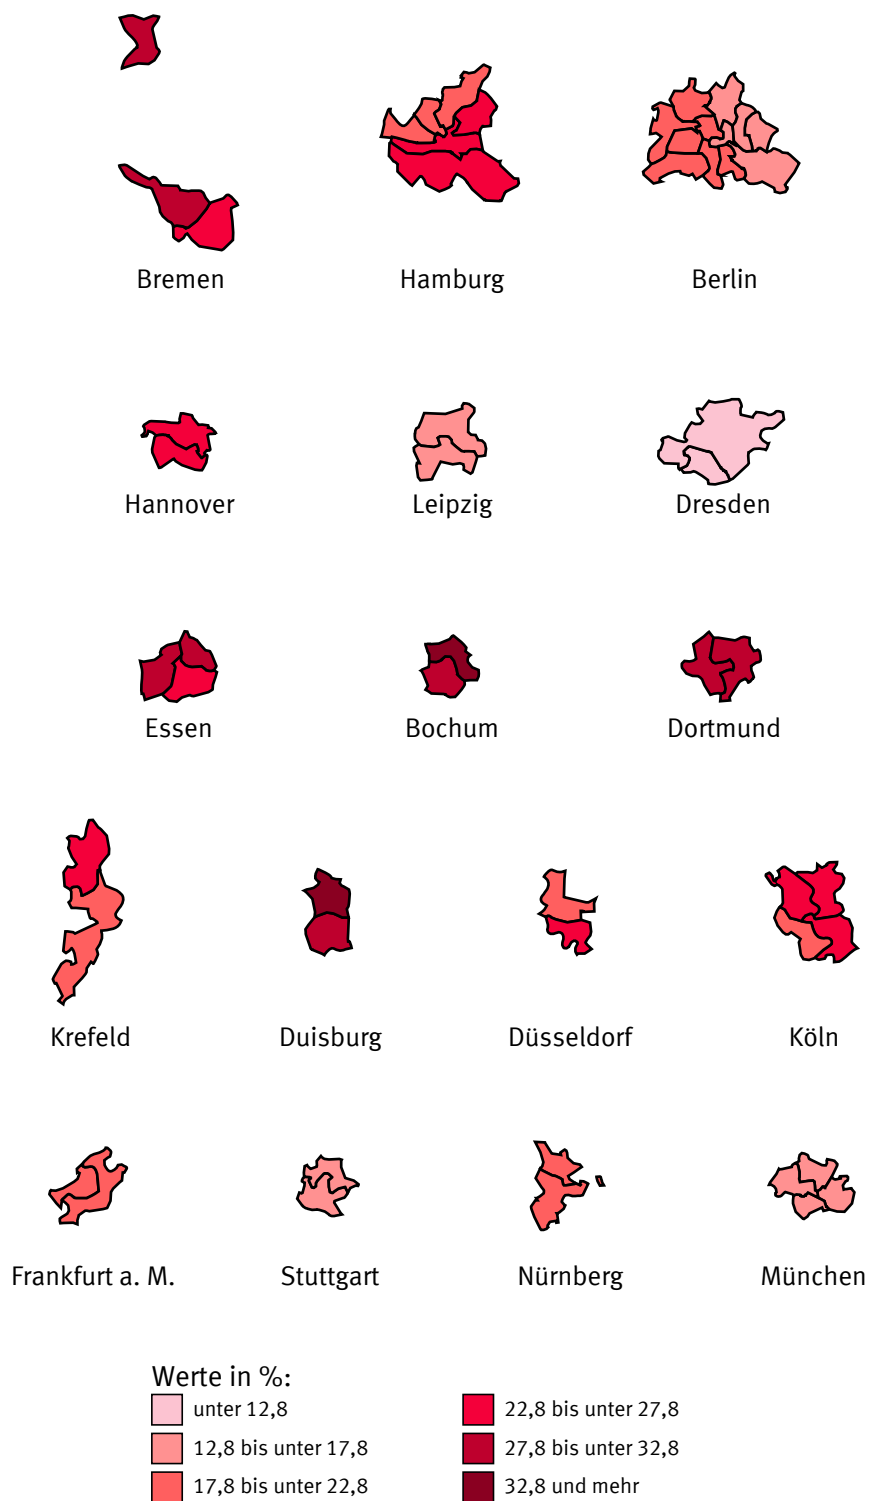 Bremen
Hamburg
Berlin
Hannover
Leipzig
Dresden
Essen
Bochum
Dortmund
Krefeld
Duisburg
Düsseldorf
Köln
Frankfurt a. M.
Stuttgart
Nürnberg
München
Werte in %:
unter 12,8
12,8 bis unter 17,8
17,8 bis unter 22,8
22,8 bis unter 27,8
27,8 bis unter 32,8
32,8 und mehr